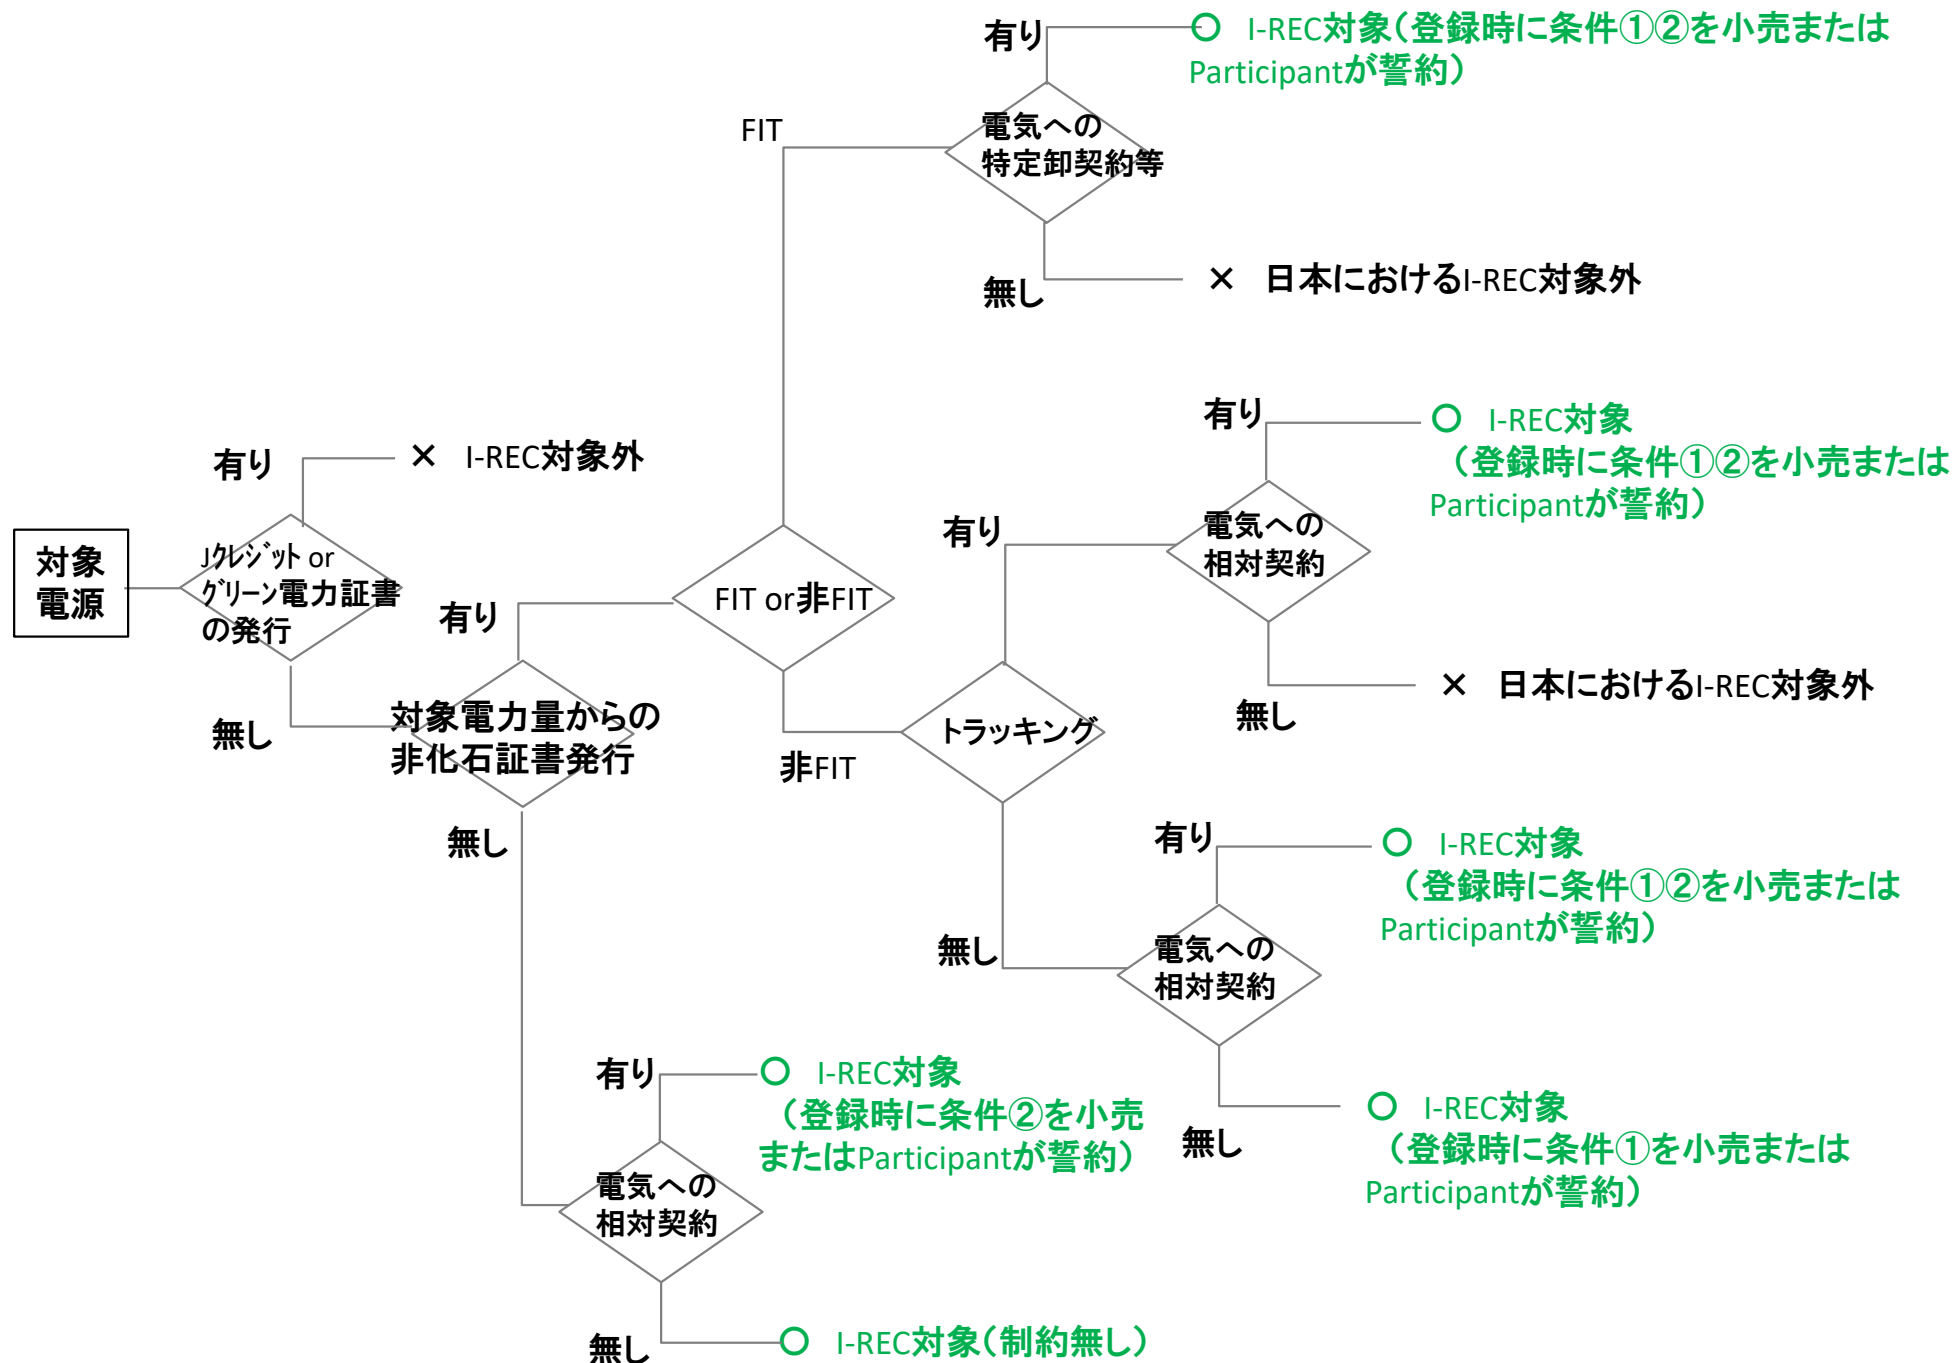 有り
○ I-REC対象(登録時に条件①②を小売または
Participantが誓約)
FIT
電気への
特定卸契約等
無し
× 日本におけるI-REC対象外
有り
○ I-REC対象
(登録時に条件①②を小売または
Participantが誓約)
有り
× I-REC対象外
対象
電源
Jｸﾚｼﾞｯﾄ or
ｸﾞﾘｰﾝ電力証書
の発行
有り
電気への
相対契約
有り
FIT or非FIT
無し
× 日本におけるI-REC対象外
無し
対象電力量からの
非化石証書発行
トラッキング
非FIT
無し
有り
○ I-REC対象
(登録時に条件①②を小売または
Participantが誓約)
無し
電気への
相対契約
有り
○ I-REC対象
(登録時に条件②を小売
またはParticipantが誓約)
無し
○ I-REC対象
(登録時に条件①を小売または
Participantが誓約)
電気への
相対契約
無し
○ I-REC対象(制約無し)